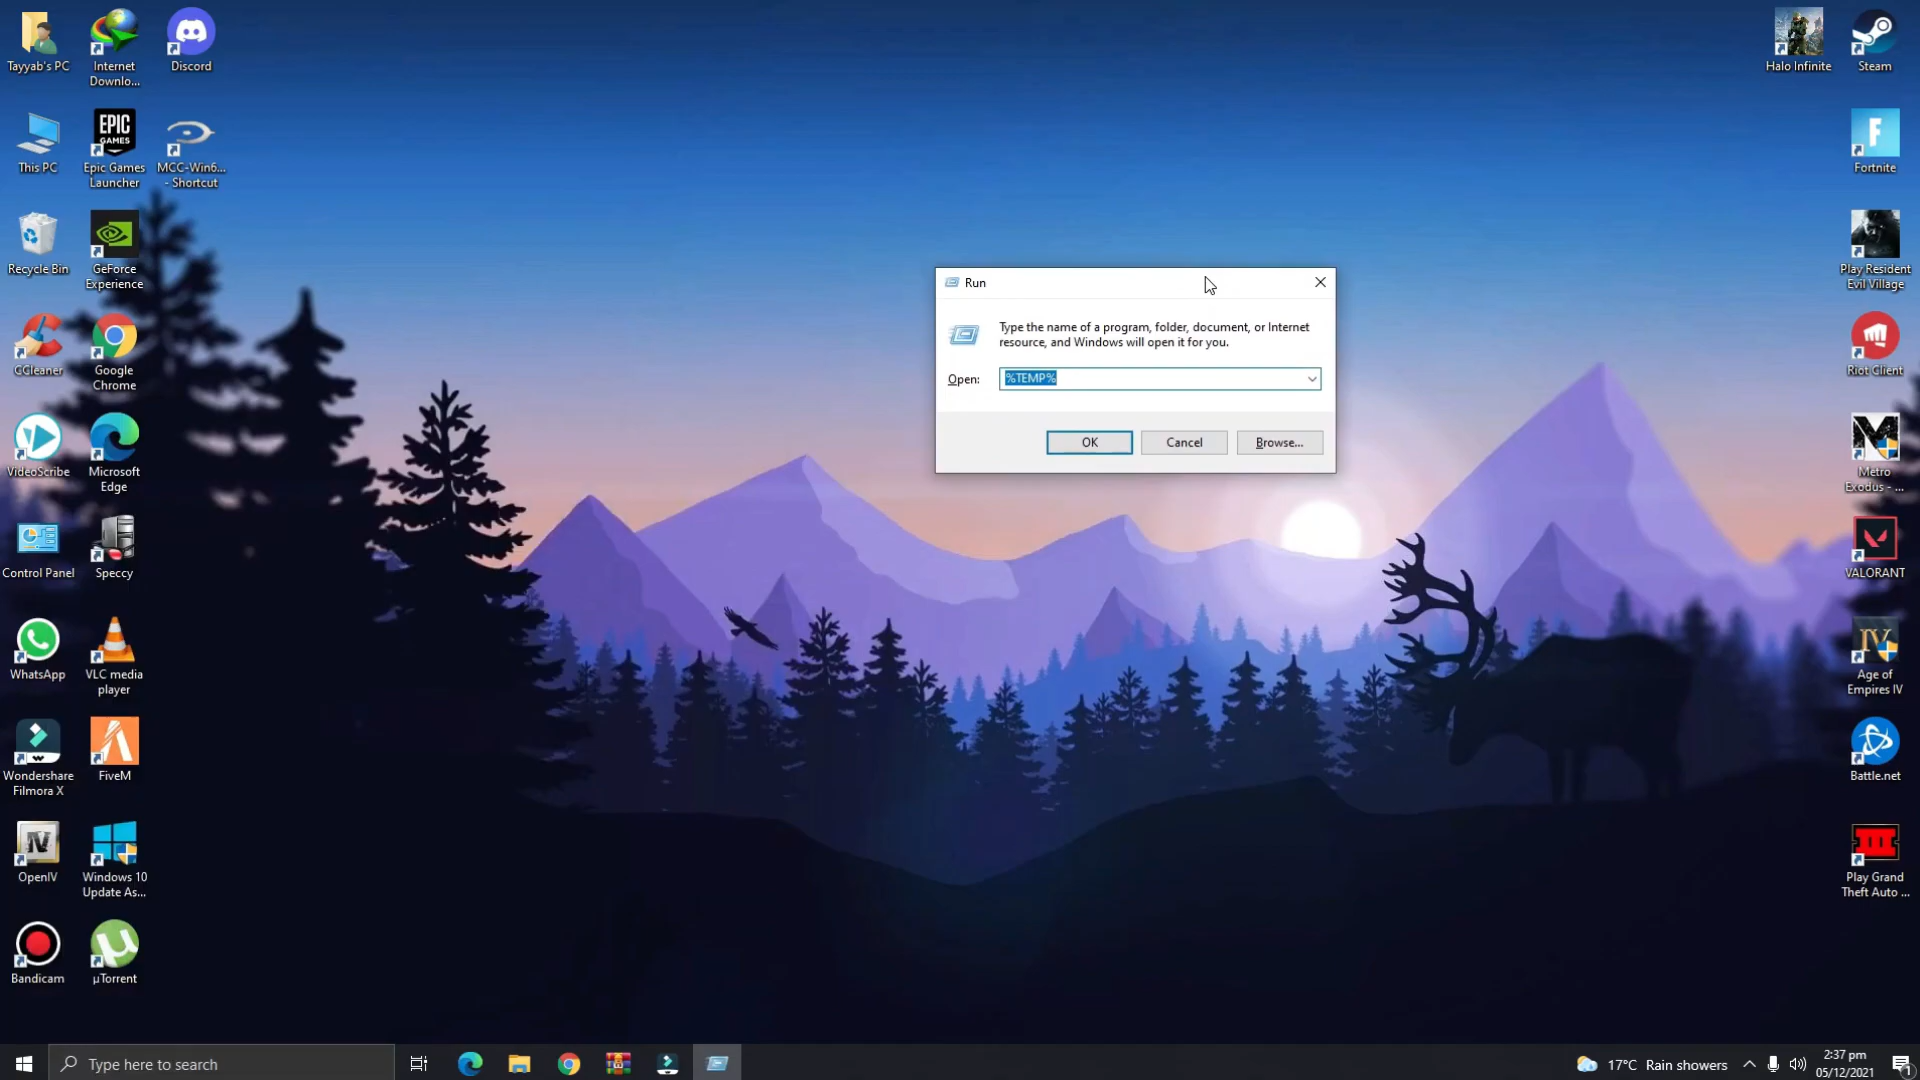 Tayyab's PC
Internet
Downlo...
Discord
Halo Infinite
Steam
This PC
EPIC
GAMES
Epic Games
Launcher
MCC-Win6...
- Shortcut
F
Fortnite
Recycle Bin
GeForce
Experience
Play Resident
Evil Village
CCleaner
Google
Chrome
Riot Client
VideoScribe
Microsoft
Edge
Metro
Exodus - ...
Control Panel
Speccy
VALORANT
WhatsApp
VLC media
player
IV
Age of
Empires IV
Wondershare
Filmora X
FiveM
Battle.net
IV
OpenIV
Windows 10
Update As...
III
Play Grand
Theft Auto ...
Bandicam
µ
µTorrent
Run
Type the name of a program, folder, document, or Internet
resource, and Windows will open it for you.
Open:
%TEMP%
OK
Cancel
Browse...
Type here to search
17°C Rain showers
2:37 pm
05/12/2021
1